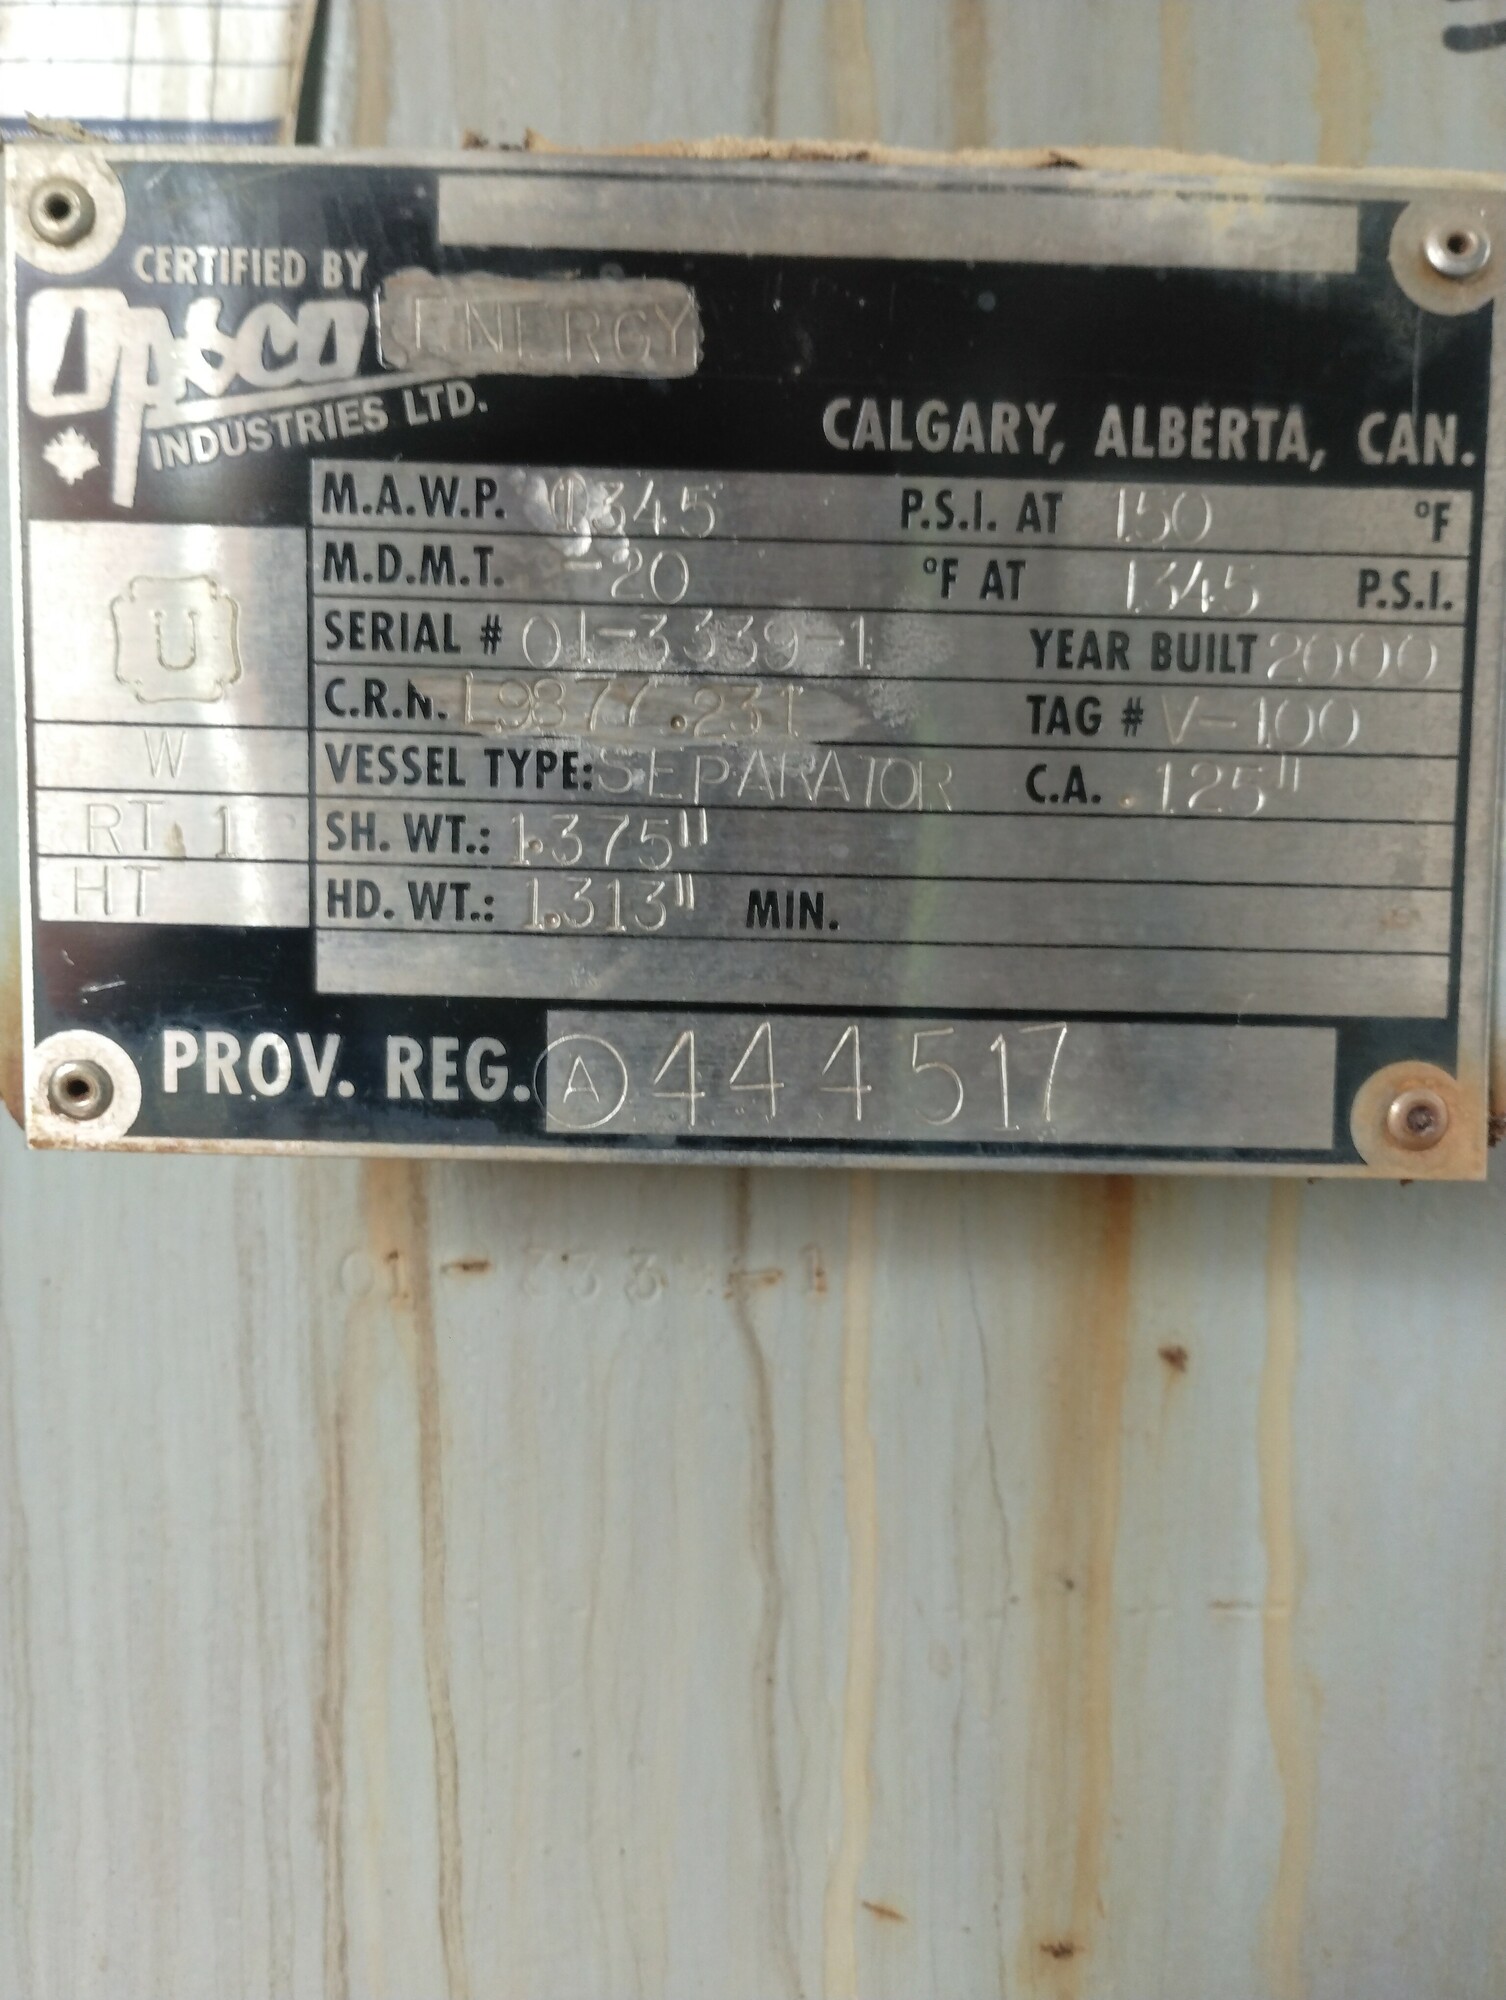 CERTIFIED BY
Opsco ENERGY
INDUSTRIES LTD.
CALGARY, ALBERTA, CAN.
M.A.W.P. 1345 P.S.I. AT 150 °F
M.D.M.T. -20 °F AT 1345 P.S.I.
U
SERIAL # 01-3339-1 YEAR BUILT 2000
C.R.N. L9877.231 TAG # V-100
W
VESSEL TYPE: SEPARATOR C.A. .125"
RT 1
SH. WT.: 1.375"
HT
HD. WT.: 1.313" MIN.
PROV. REG. A 444517
01-3339-1